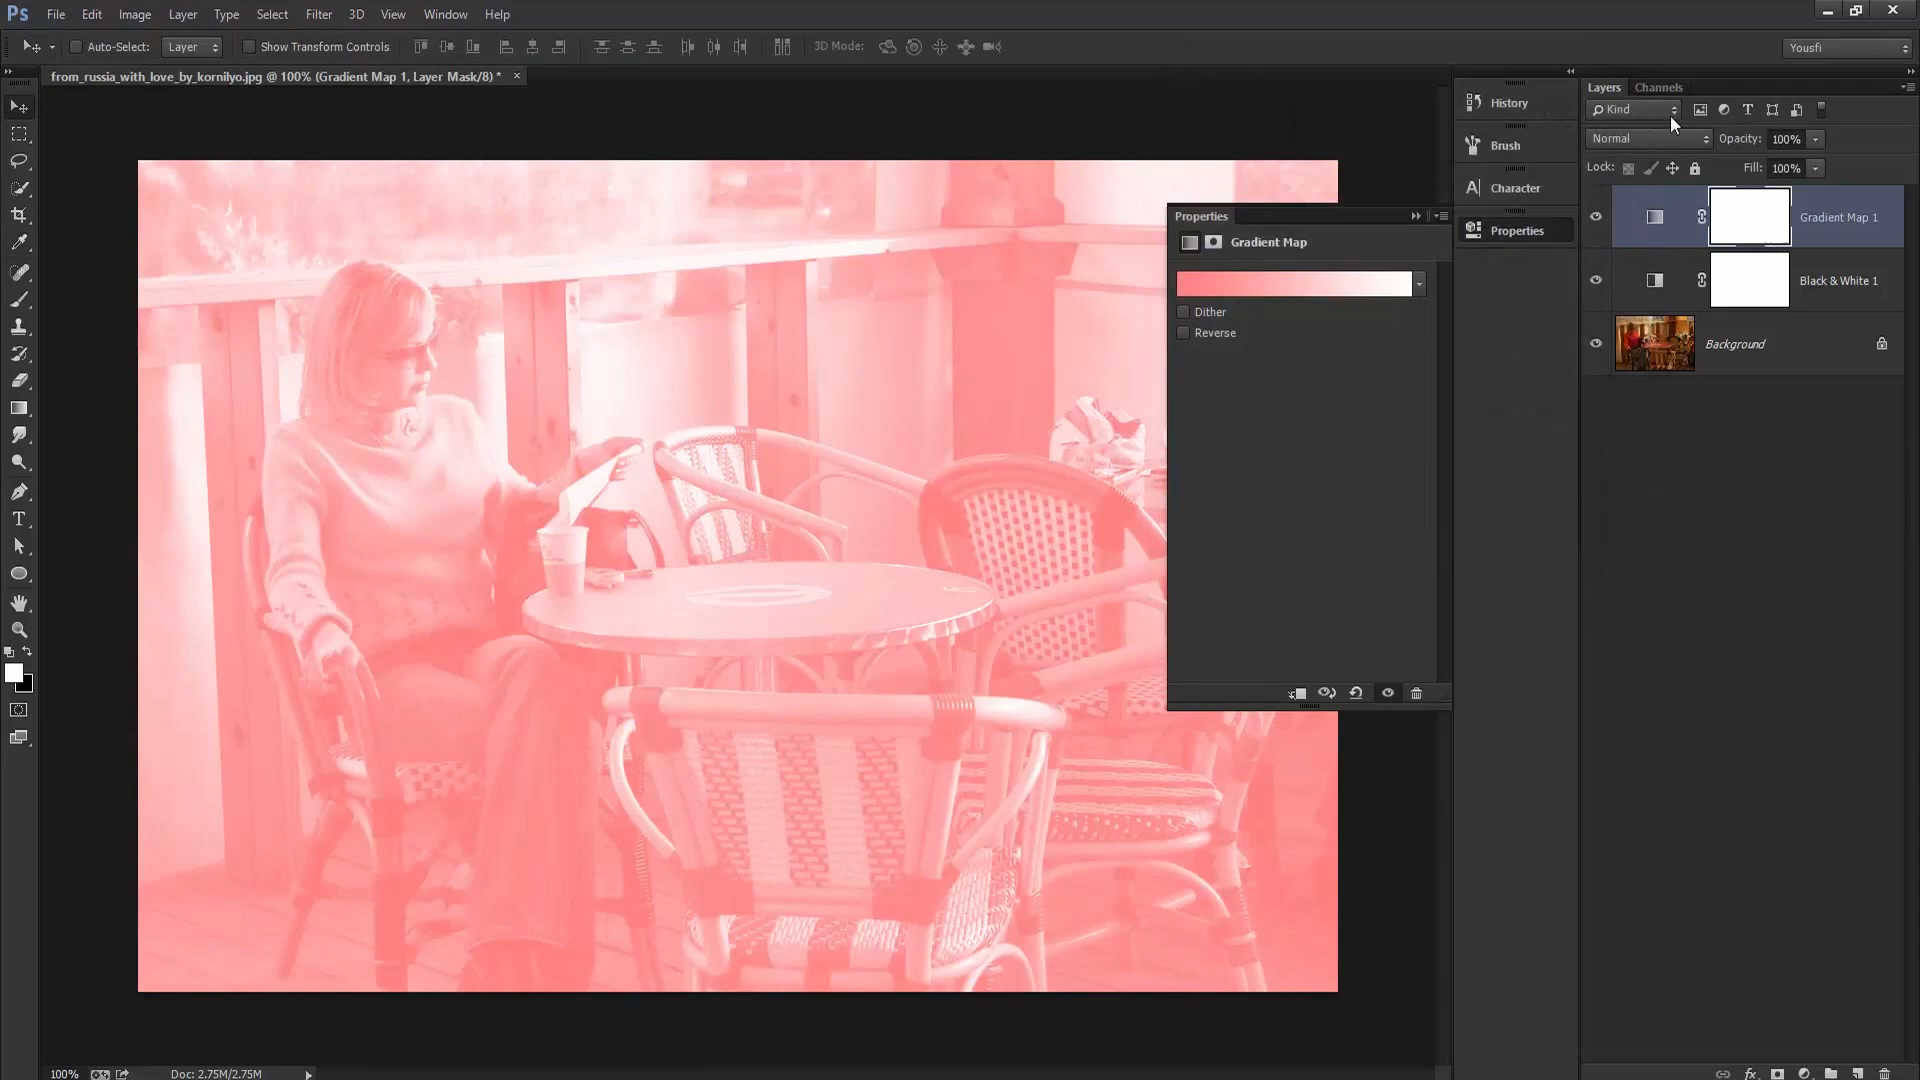 Ps File Edit Image Layer Type Select Filter 3D View Window Help
Auto-Select: Layer Show Transform Controls 3D Mode: Yousfi
from_russia_with_love_by_kornilyo.jpg @ 100% (Gradient Map 1, Layer Mask/8) * ×
History
Brush
Character
Properties
Layers Channels
Kind
Normal Opacity: 100%
Lock: Fill: 100%
Gradient Map 1
Black & White 1
Background
Properties
Gradient Map
Dither
Reverse
100% Doc: 2.75M/2.75M